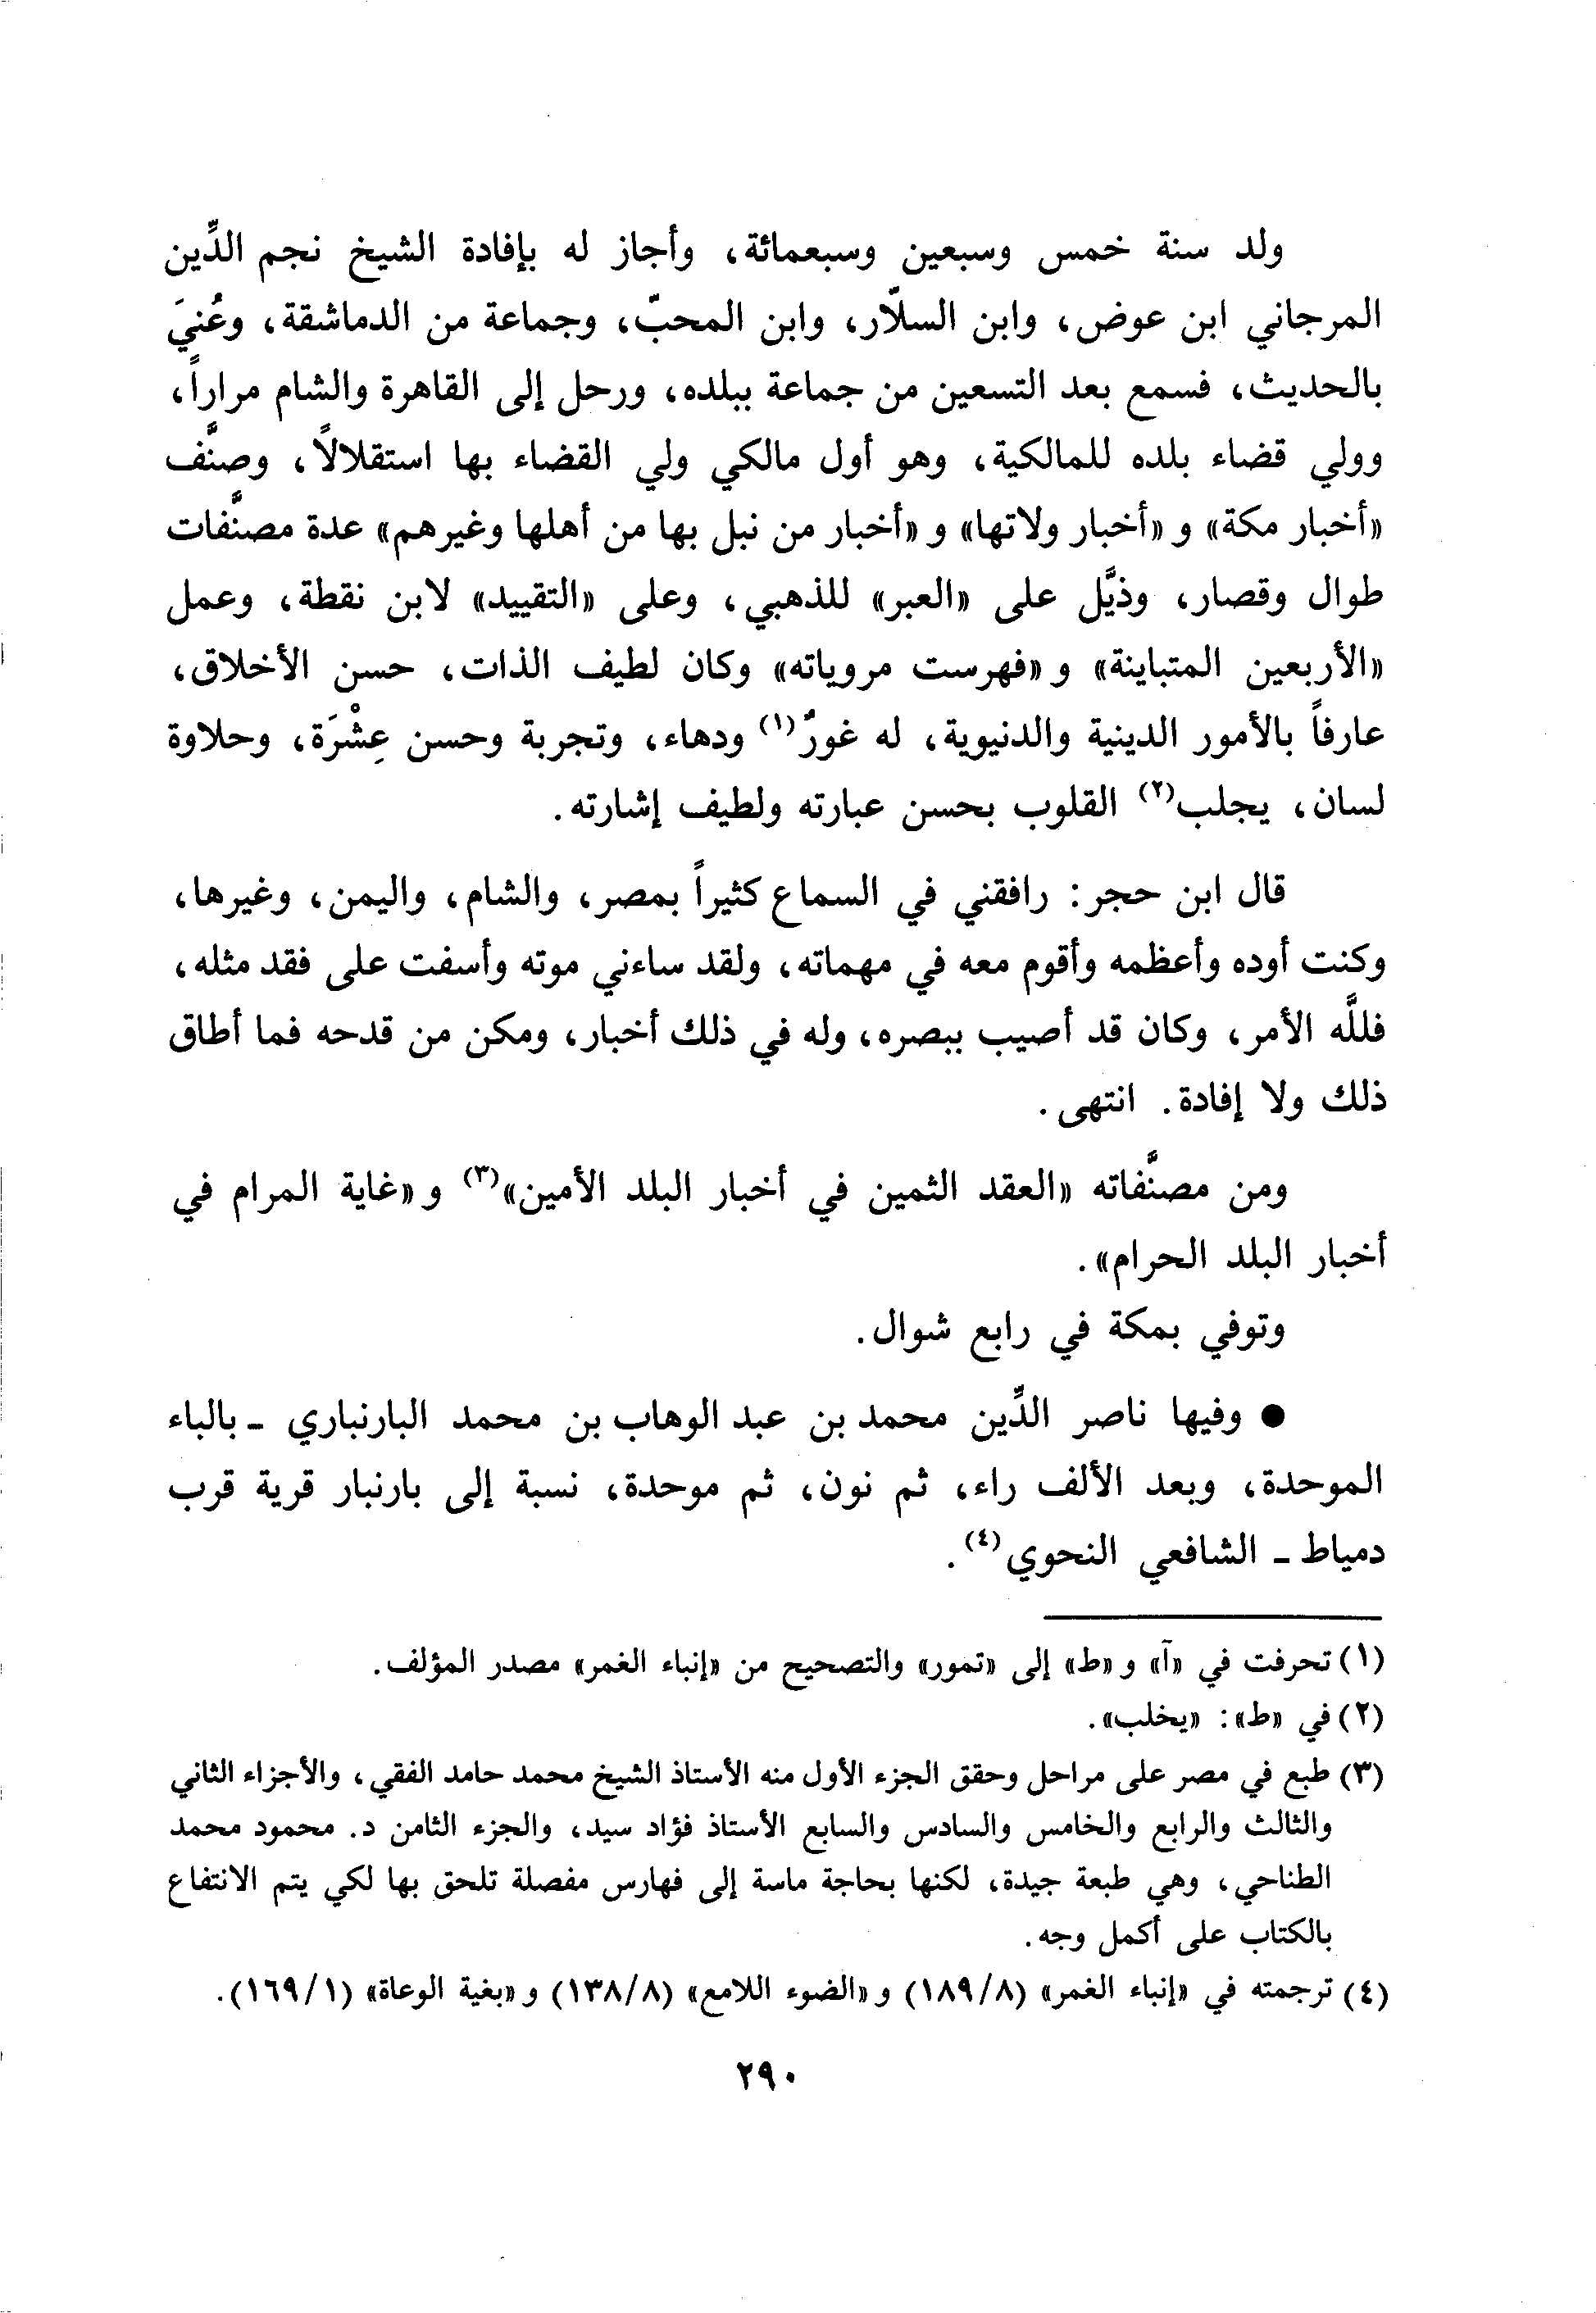 ولد سنة خمس وسبعين وسبعمائة، وأجاز له بإفادة الشيخ نجم الدِّين
المرجاني ابن عوض، وابن السلّار، وابن المحبّ، وجماعة من الدماشقة، وعُنيَ
بالحديث، فسمع بعد التسعين من جماعة ببلده، ورحل إلى القاهرة والشام مراراً،
وولي قضاء بلده للمالكية، وهو أول مالكي ولي القضاء بها استقلالاً، وصنَّف
«أخبار مكة» و «أخبار ولاتها» و «أخبار من نبل بها من أهلها وغيرهم» عدة مصنَّفات
طوال وقصار، وذيَّل على «العبر» للذهبي، وعلى «التقييد» لابن نقطة، وعمل
«الأربعين المتباينة» و «فهرست مروياته» وكان لطيف الذات، حسن الأخلاق،
عارفاً بالأمور الدينية والدنيوية، له غورٌ(١) ودهاء، وتجربة وحسن عِشْرَة، وحلاوة
لسان، يجلب(٢) القلوب بحسن عبارته ولطيف إشارته.
قال ابن حجر: رافقني في السماع كثيراً بمصر، والشام، واليمن، وغيرها،
وكنت أوده وأعظمه وأقوم معه في مهماته، ولقد ساءني موته وأسفت على فقد مثله،
فللَّه الأمر، وكان قد أصيب ببصره، وله في ذلك أخبار، ومكن من قدحه فما أطاق
ذلك ولا إفادة. انتهى.
ومن مصنَّفاته «العقد الثمين في أخبار البلد الأمين»(٣) و «غاية المرام في
أخبار البلد الحرام».
وتوفي بمكة في رابع شوال.
● وفيها ناصر الدِّين محمد بن عبد الوهاب بن محمد البارنباري ـ بالباء
الموحدة، وبعد الألف راء، ثم نون، ثم موحدة، نسبة إلى بارنبار قرية قرب
دمياط ـ الشافعي النحوي(٤).
(١) تحرفت في «آ» و «ط» إلى «تمور» والتصحيح من «إنباء الغمر» مصدر المؤلف.
(٢) في «ط»: «يخلب».
(٣) طبع في مصر على مراحل وحقق الجزء الأول منه الأستاذ الشيخ محمد حامد الفقي، والأجزاء الثاني
والثالث والرابع والخامس والسادس والسابع الأستاذ فؤاد سيد، والجزء الثامن د. محمود محمد
الطناحي، وهي طبعة جيدة، لكنها بحاجة ماسة إلى فهارس مفصلة تلحق بها لكي يتم الانتفاع
بالكتاب على أكمل وجه.
(٤) ترجمته في «إنباء الغمر» (١٨٩/٨) و «الضوء اللامع» (١٣٨/٨) و «بغية الوعاة» (١٦٩/١).
٢٩٠